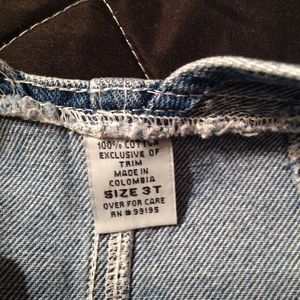 100% COTTON
EXCLUSIVE OF
TRIM
MADE IN
COLOMBIA
SIZE 3T
OVER FOR CARE
RN # 99195